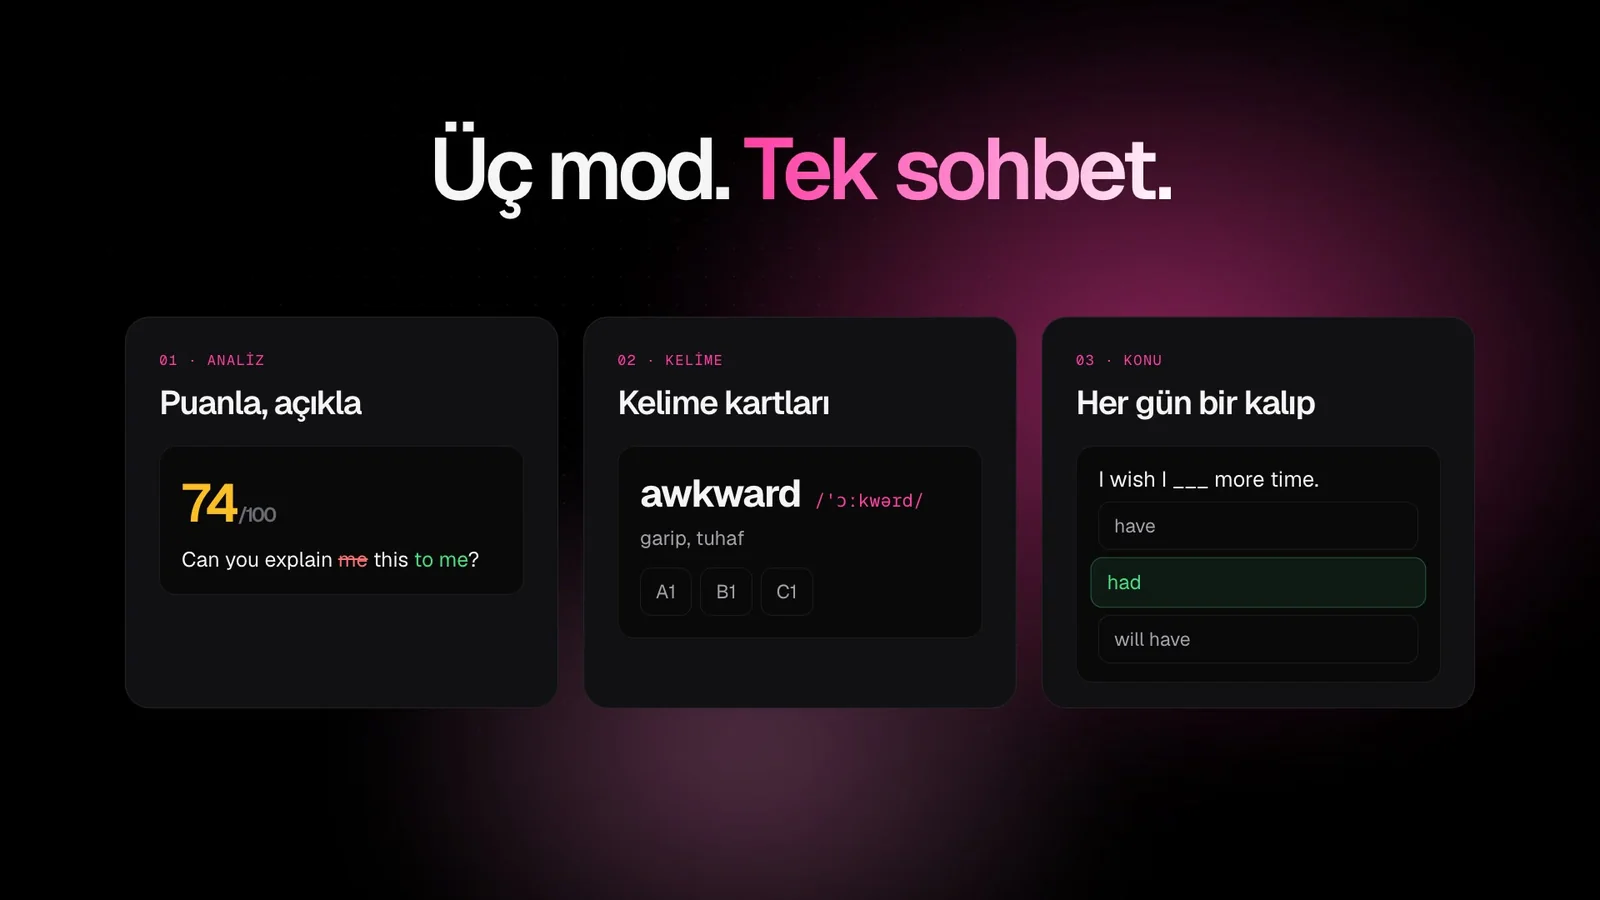 Üç mod. Tek sohbet.
01 · ANALİZ
Puanla, açıkla
74/100
Can you explain me this to me?
02 · KELİME
Kelime kartları
awkward /ˈɔːkwərd/
garip, tuhaf
A1 B1 C1
03 · KONU
Her gün bir kalıp
I wish I ___ more time.
have
had
will have